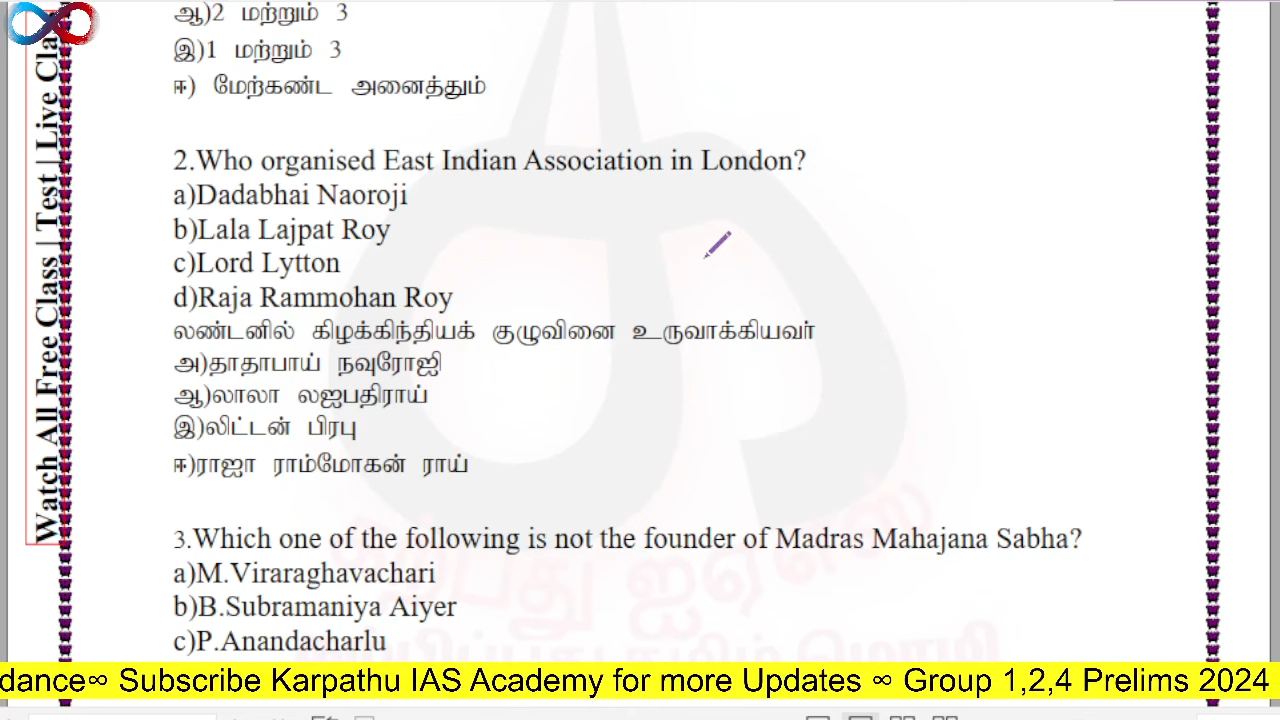 ஆ)2 மற்றும் 3
இ)1 மற்றும் 3
ஈ) மேற்கண்ட அனைத்தும்
2.Who organised East Indian Association in London?
a)Dadabhai Naoroji
b)Lala Lajpat Roy
c)Lord Lytton
d)Raja Rammohan Roy
லண்டனில் கிழக்கிந்தியக் குழுவினை உருவாக்கியவர்
அ)தாதாபாய் நவுரோஜி
ஆ)லாலா லஜபதிராய்
இ)லிட்டன் பிரபு
ஈ)ராஜா ராம்மோகன் ராய்
3.Which one of the following is not the founder of Madras Mahajana Sabha?
a)M.Viraraghavachari
b)B.Subramaniya Aiyer
c)P.Anandacharlu
Watch All Free Class | Test | Live Clas
dance∞ Subscribe Karpathu IAS Academy for more Updates ∞ Group 1,2,4 Prelims 2024